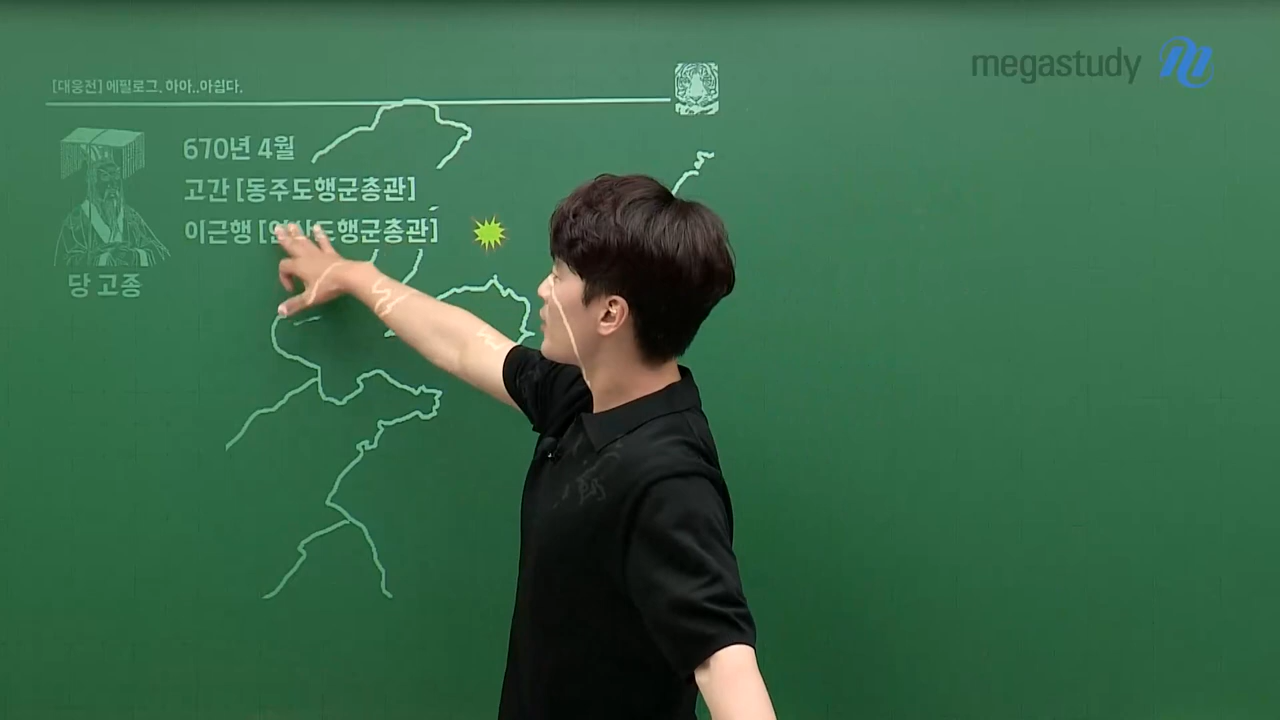 megastudy
[대웅전] 에필로그. 하아..아쉽다.
670년 4월
고간 [동주도행군총관]
이근행 도행군총관]
당 고종